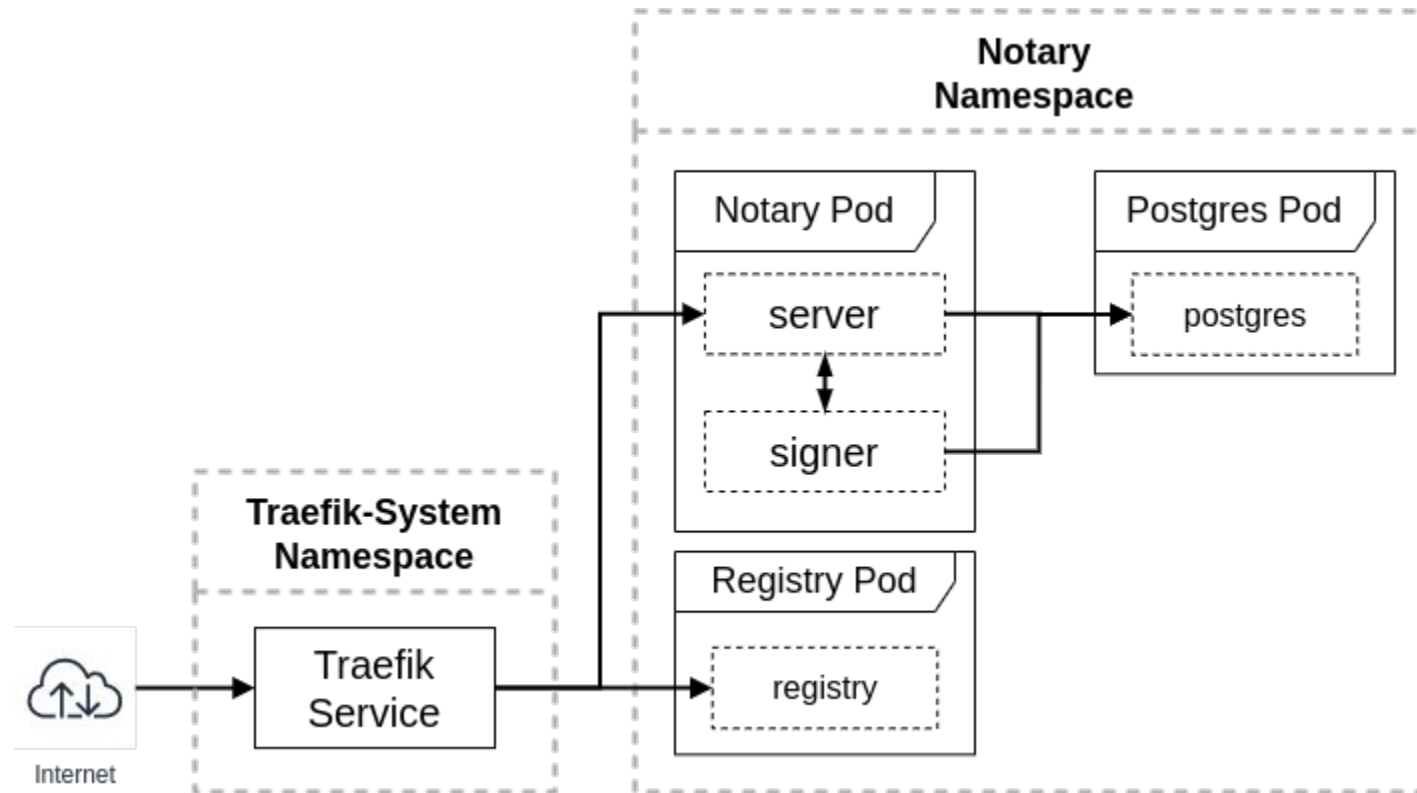 Notary
Namespace
Notary Pod
Postgres Pod
server
postgres
signer
Traefik-System
Namespace
Registry Pod
Traefik
Service
registry
Internet